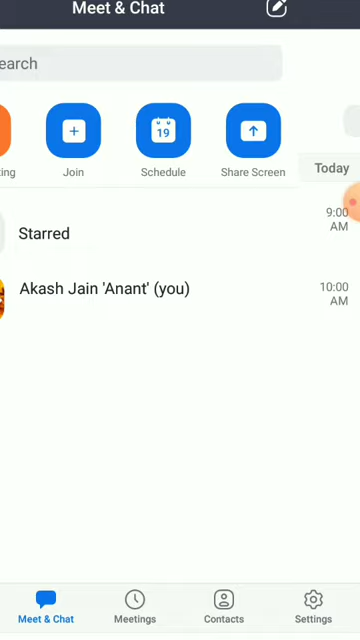 Meet & Chat
earch
ing
Join
19
Schedule
Share Screen
Today
Starred
9:00
AM
Akash Jain 'Anant' (you)
10:00
AM
Meet & Chat
Meetings
Contacts
Settings